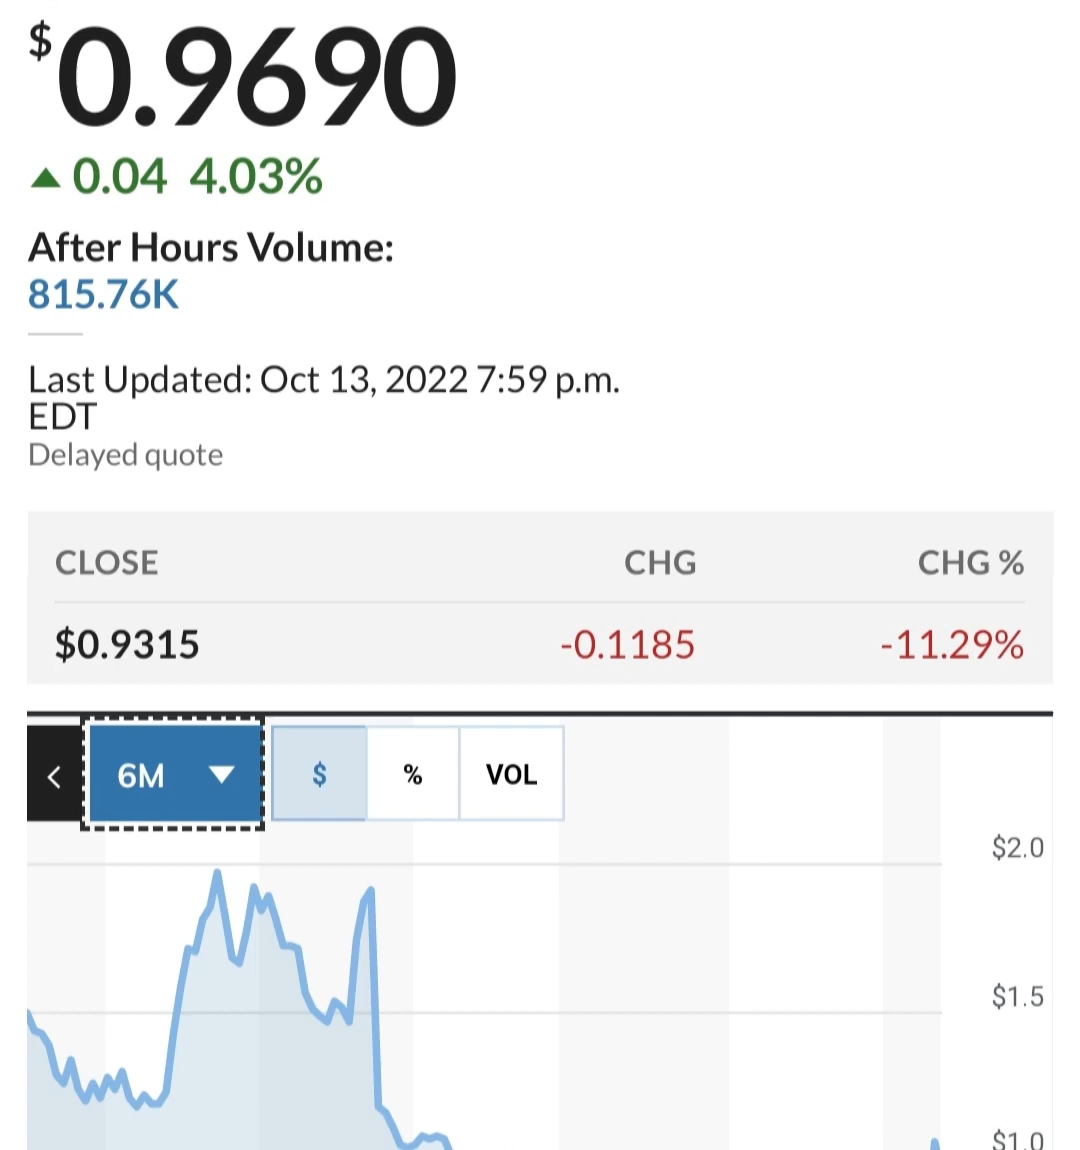 $0.9690
▲ 0.04 4.03%
After Hours Volume:
815.76K
Last Updated: Oct 13, 2022 7:59 p.m.
EDT
Delayed quote
CLOSE CHG CHG %
$0.9315 -0.1185 -11.29%
6M $ % VOL
$2.0
$1.5
$1.0